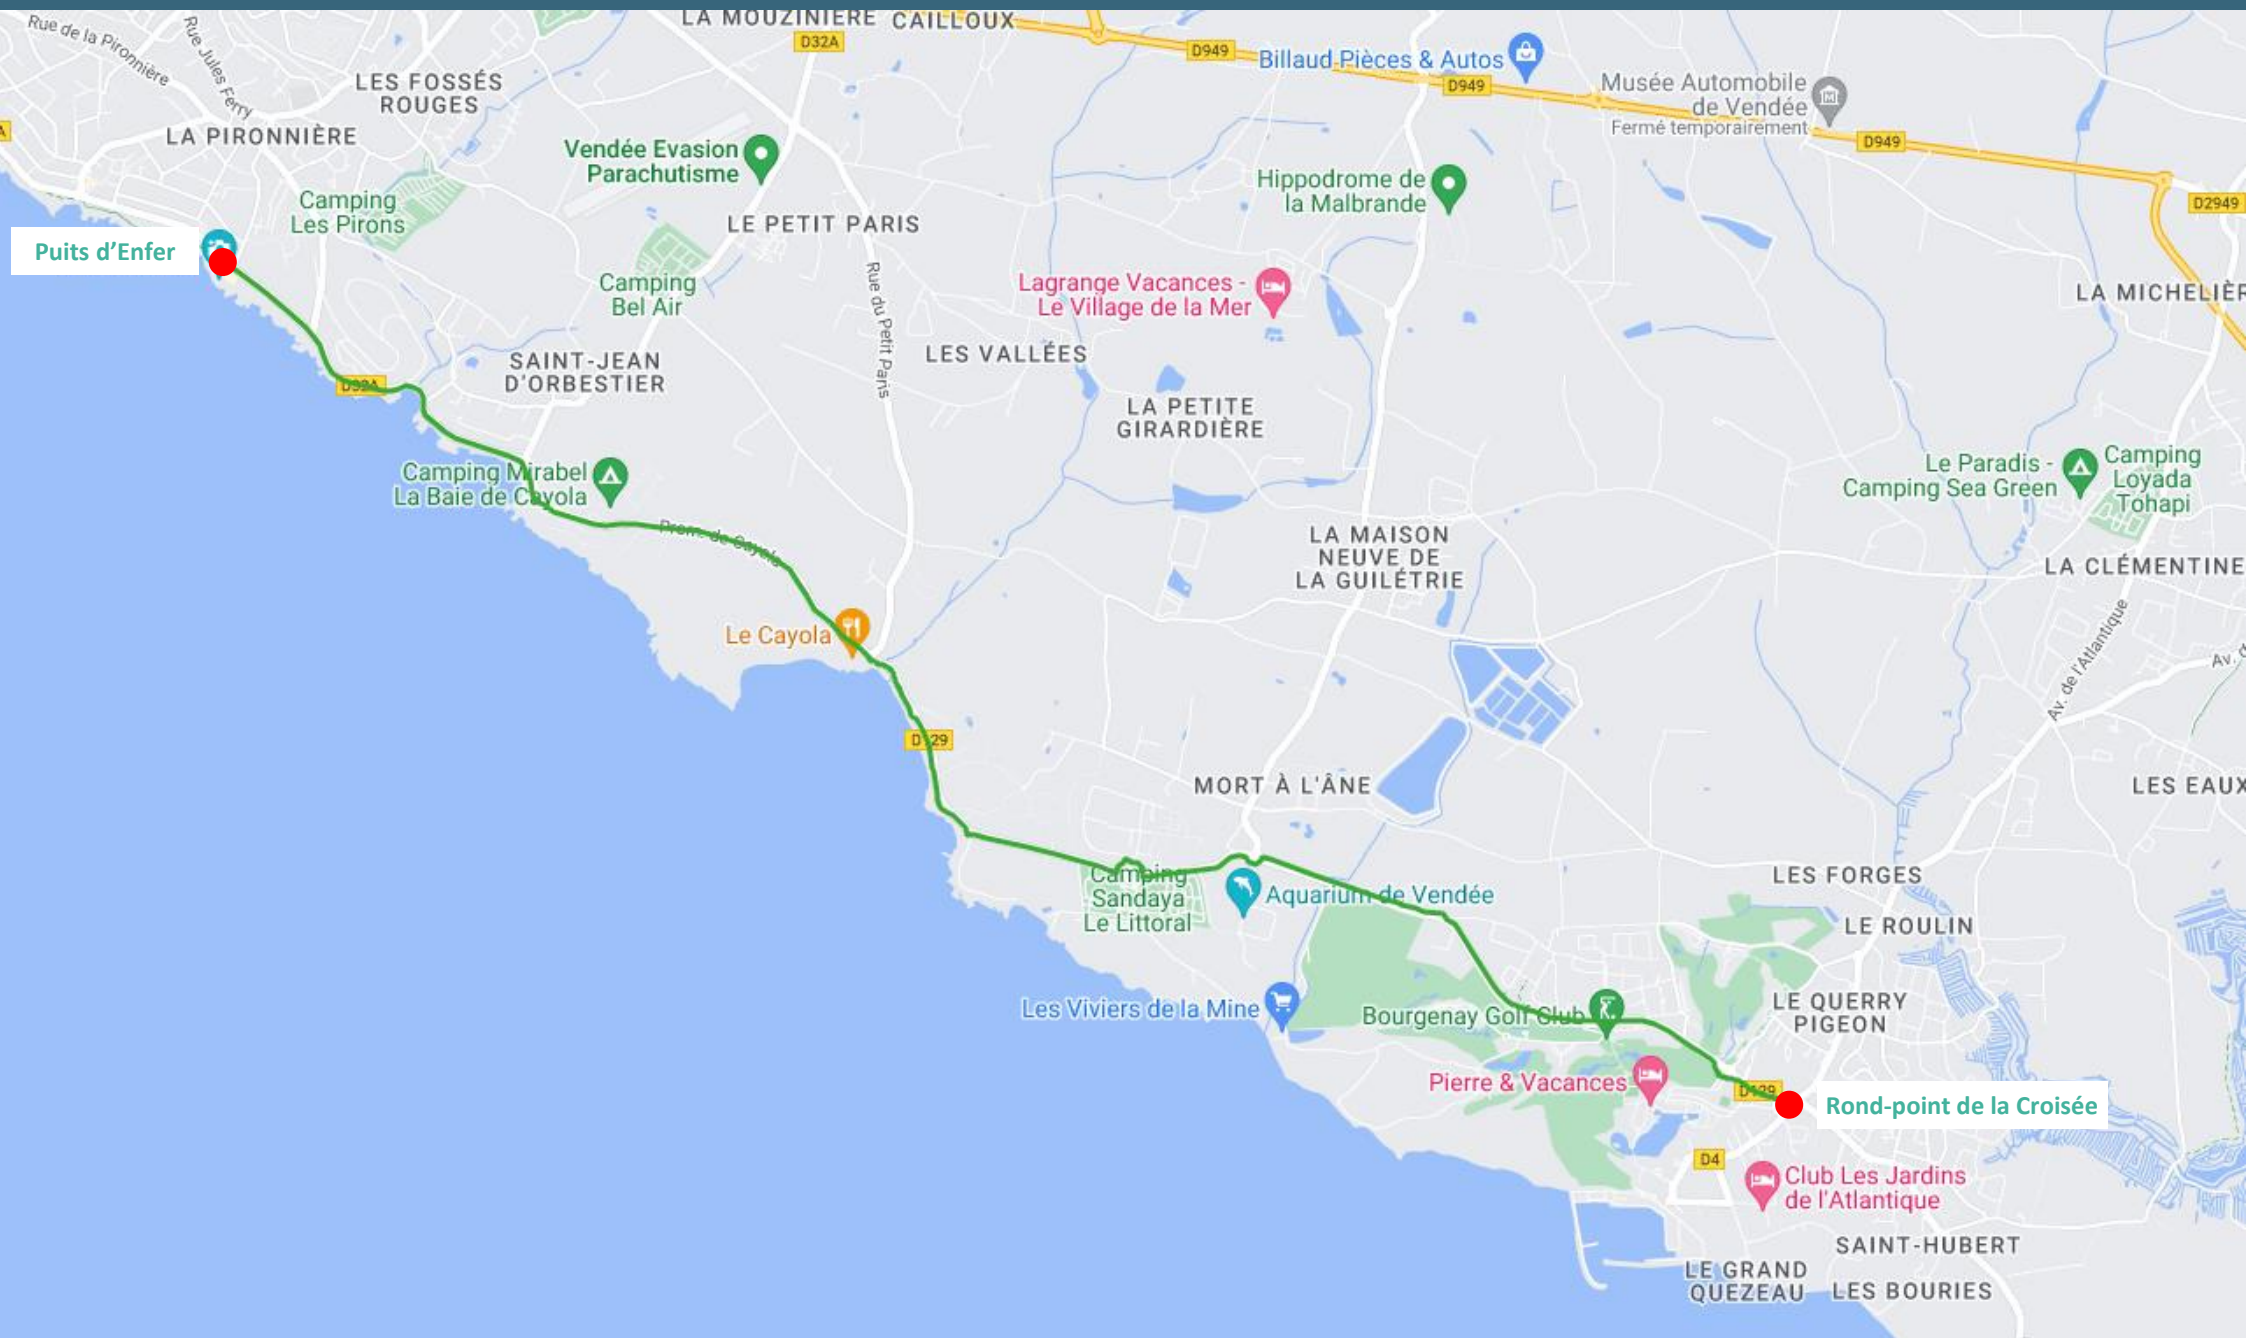 LA MOUZINIÈRE
CAILLOUX
Rue de la Pironnière
Rue Jules Ferry
D32A
D949
Billaud Pièces & Autos
D949
LES FOSSÉS
ROUGES
Musée Automobile
de Vendée
Fermé temporairement
LA PIRONNIÈRE
D949
Vendée Evasion
Parachutisme
Hippodrome de
la Malbrande
Camping
Les Pirons
D2949
LE PETIT PARIS
Puits d'Enfer
Camping
Bel Air
Rue du Petit Paris
Lagrange Vacances -
Le Village de la Mer
LA MICHELIÈR
SAINT-JEAN
D'ORBESTIER
LES VALLÉES
D32A
LA PETITE
GIRARDIÈRE
Camping Mirabel
La Baie de Cayola
Le Paradis -
Camping Sea Green
Camping
Loyada
Tohapi
Prom. de Cayola
LA MAISON
NEUVE DE
LA GUILÉTRIE
LA CLÉMENTINE
Le Cayola
Av. de l'Atlantique
Av. d
D129
MORT À L'ÂNE
LES EAUX
Camping
Sandaya
Le Littoral
Aquarium de Vendée
LES FORGES
LE ROULIN
Les Viviers de la Mine
Bourgenay Golf Club
LE QUERRY
PIGEON
Pierre & Vacances
D129
Rond-point de la Croisée
D4
Club Les Jardins
de l'Atlantique
SAINT-HUBERT
LE GRAND
QUEZEAU
LES BOURIES